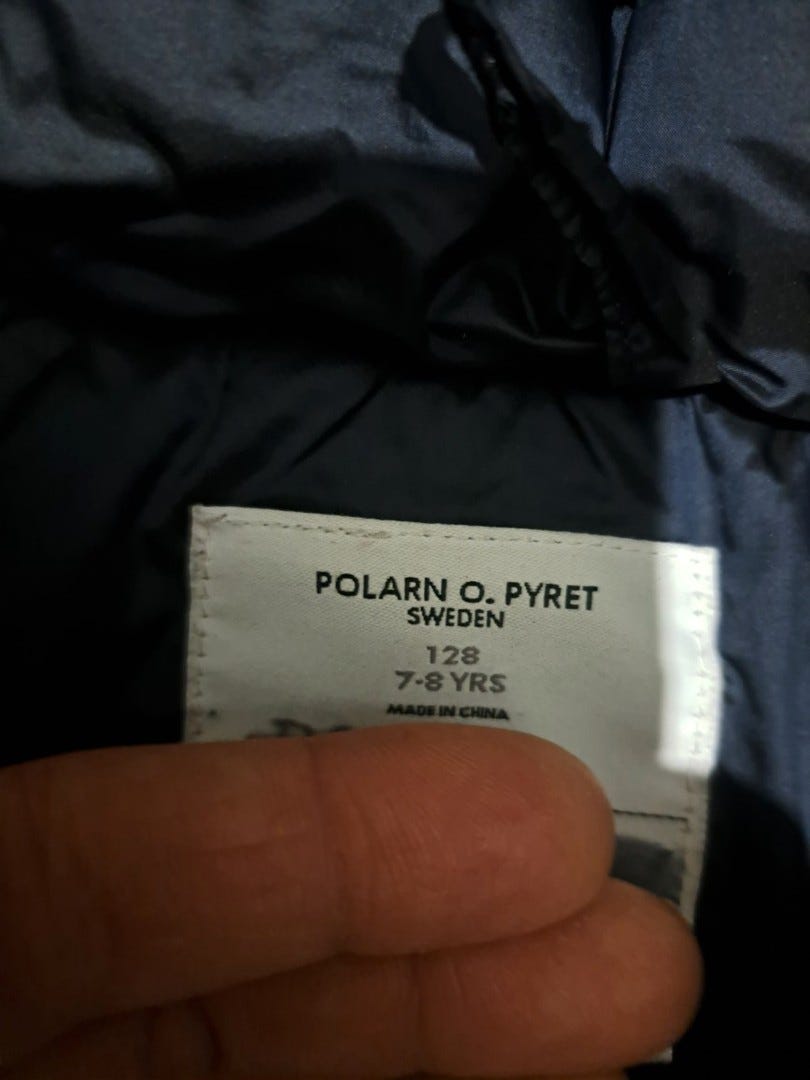 POLARN O. PYRET
SWEDEN
128
7-8 YRS
MADE IN CHINA